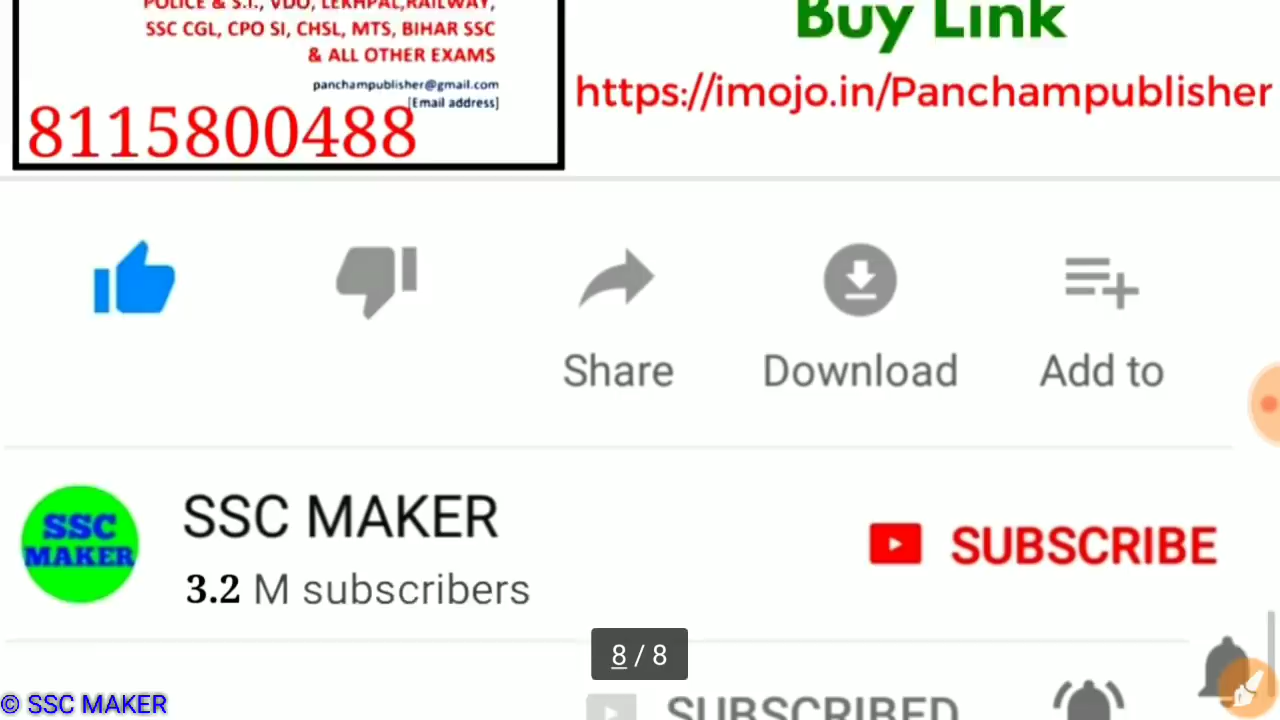 POLICE & S.I., VDO, LEKHPAL,RAILWAY,
SSC CGL, CPO SI, CHSL, MTS, BIHAR SSC
& ALL OTHER EXAMS
panchampublisher@gmail.com
[Email address]
8115800488
Buy Link
https://imojo.in/Panchampublisher
Share
Download
Add to
SSC
MAKER
SSC MAKER
3.2 M subscribers
SUBSCRIBE
8 / 8
SUBSCRIBED
© SSC MAKER